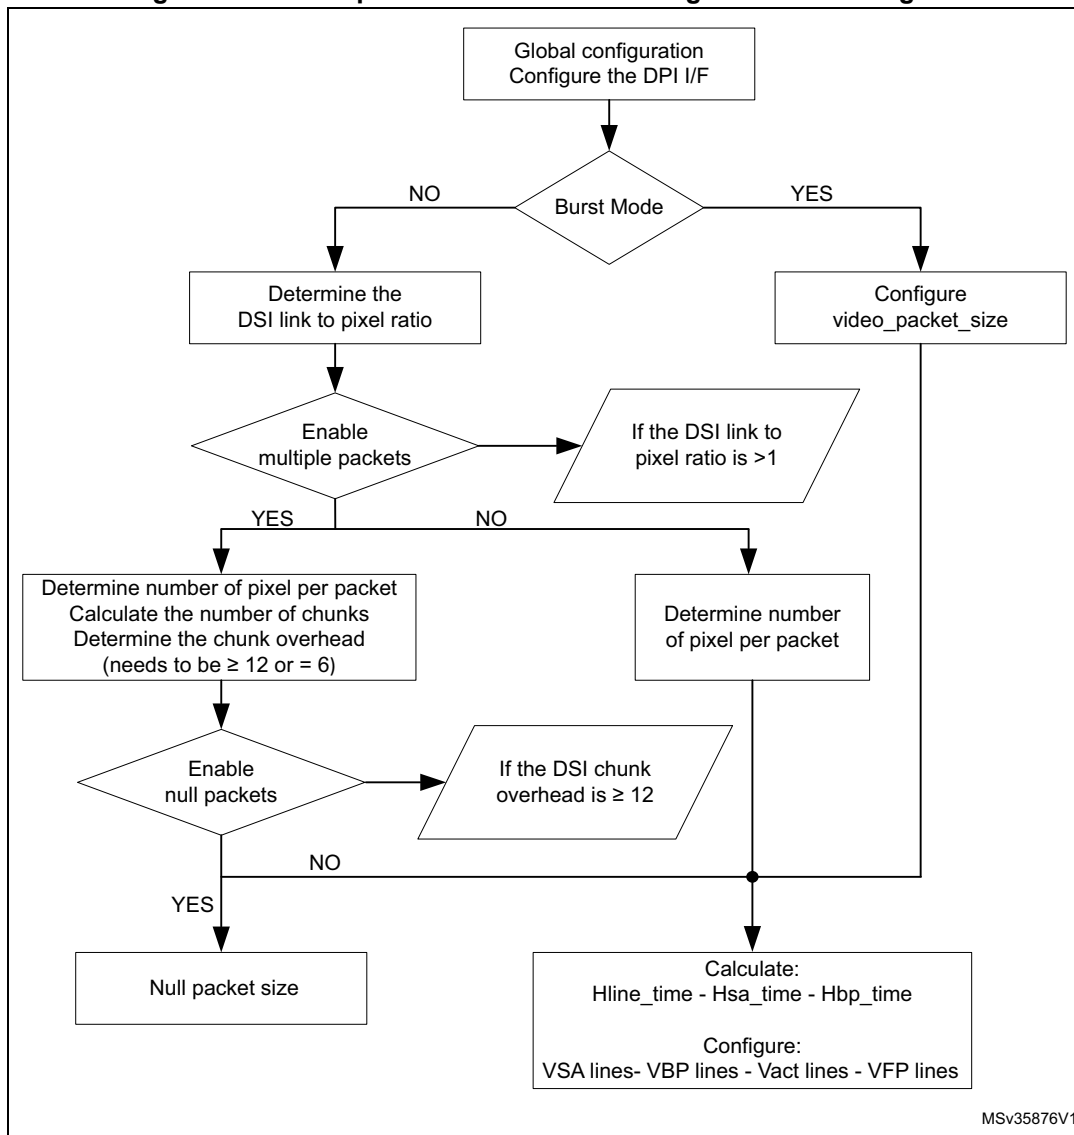 Global configuration
Configure the DPI I/F
NO
Burst Mode
YES
Determine the
DSI link to pixel ratio
Configure
video_packet_size
Enable
multiple packets
If the DSI link to
pixel ratio is >1
YES
NO
Determine number of pixel per packet
Calculate the number of chunks
Determine the chunk overhead
(needs to be ≥ 12 or = 6)
Determine number
of pixel per packet
Enable
null packets
If the DSI chunk
overhead is ≥ 12
NO
YES
Null packet size
Calculate:
Hline_time - Hsa_time - Hbp_time
Configure:
VSA lines- VBP lines - Vact lines - VFP lines
MSv35876V1